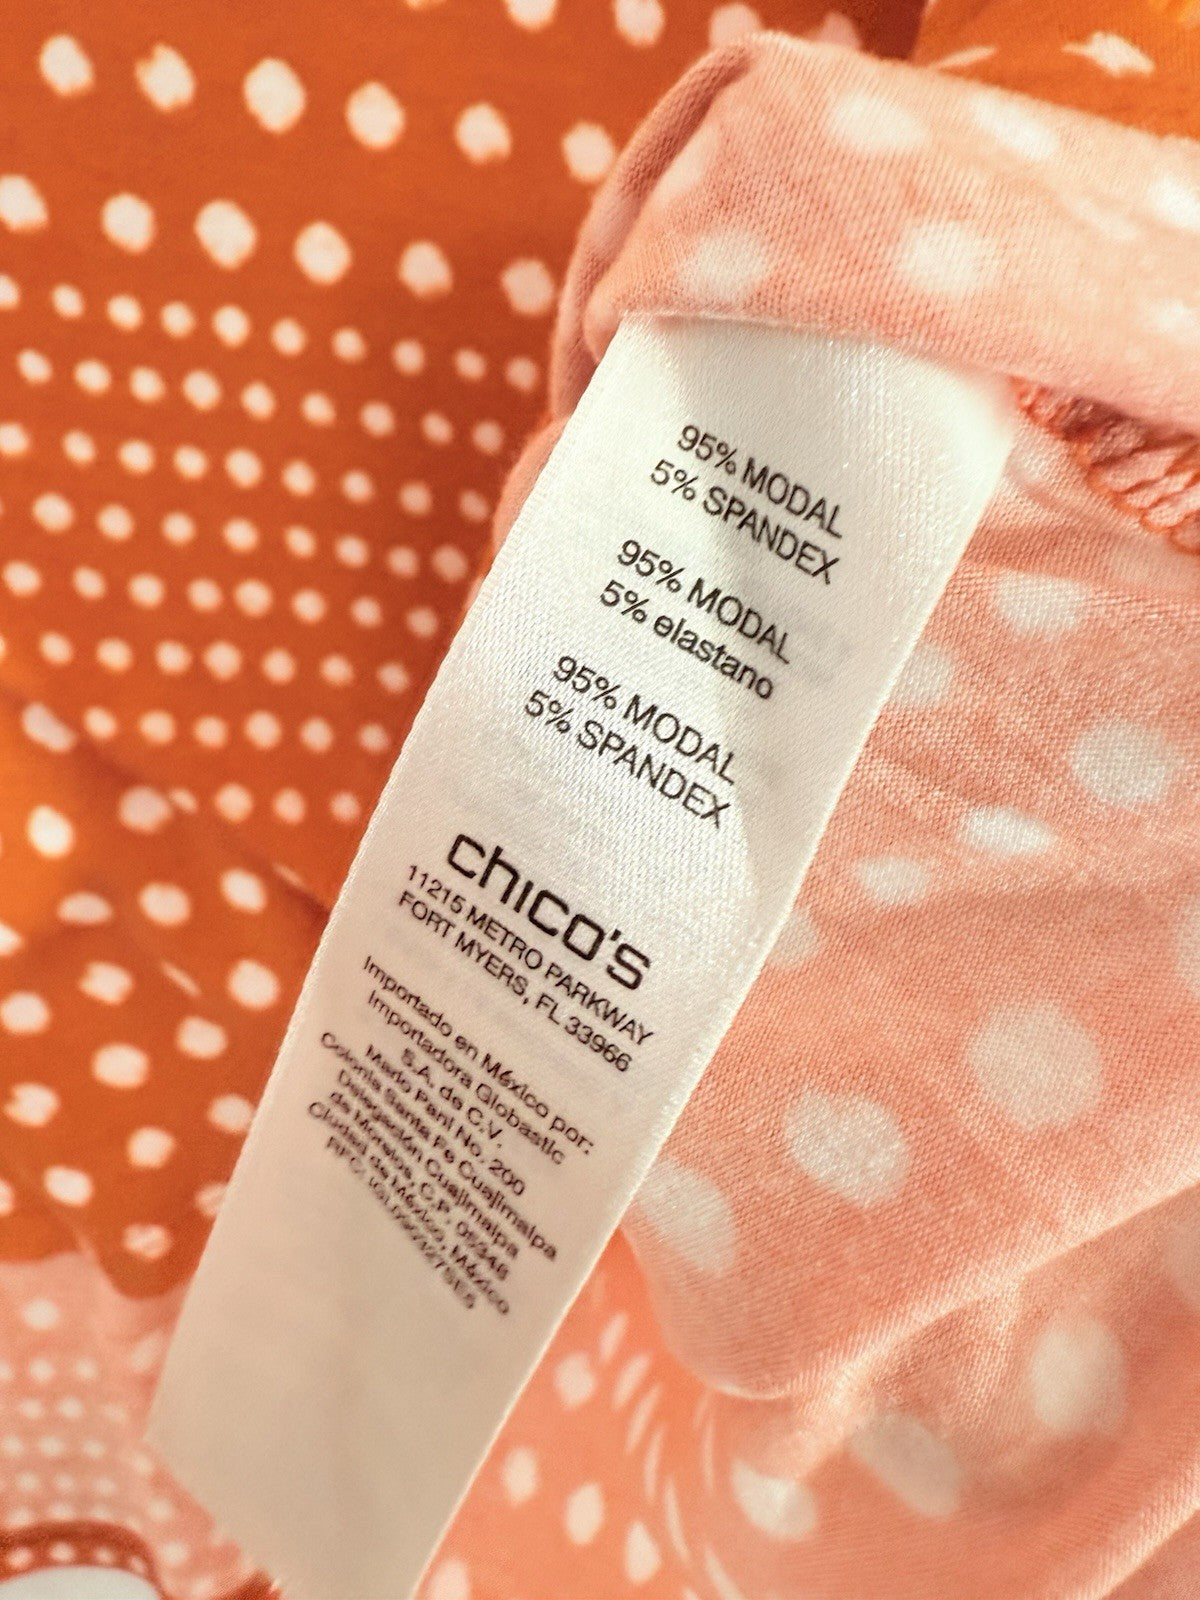 95% MODAL
5% SPANDEX
95% MODAL
5% elastano
95% MODAL
5% SPANDEX
chico's
11215 METRO PARKWAY
FORT MYERS, FL 33966
Importado en México por:
Importadora Globastic
S.A. de C.V.
Mario Pani No. 200
Colonia Santa Fe Cuajimalpa
Delegación Cuajimalpa
de Morelos, C.P. 05348
Ciudad de México, México
RFC: